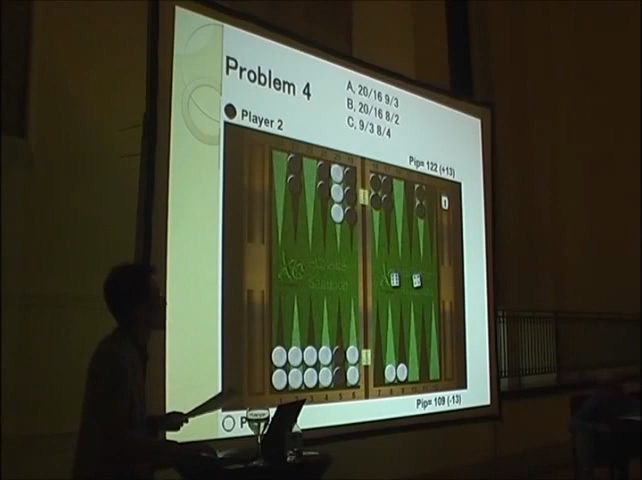 Problem 4
A, 20/16 9/3
B, 20/16 8/2
C, 9/3 8/4
Player 2
Pip= 122 (+13)
Pip= 109 (-13)